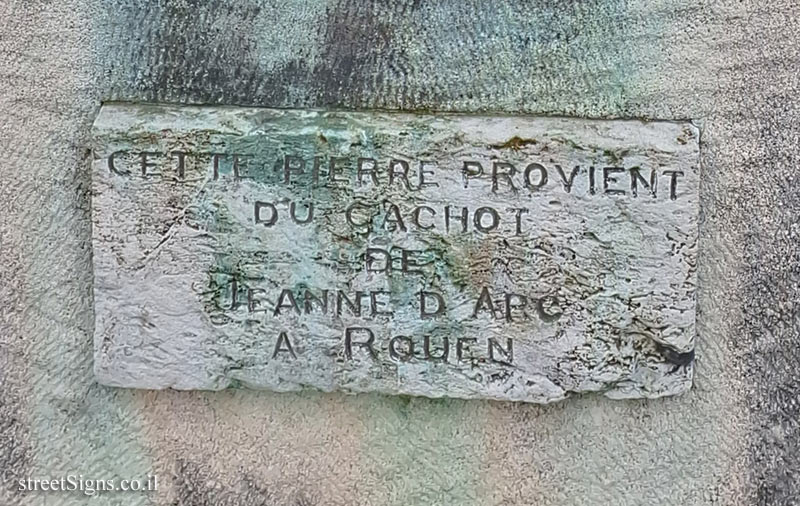 CETTE PIERRE PROVIENT
DU CACHOT
DE
JEANNE D ARC
A ROUEN
streetSigns.co.il